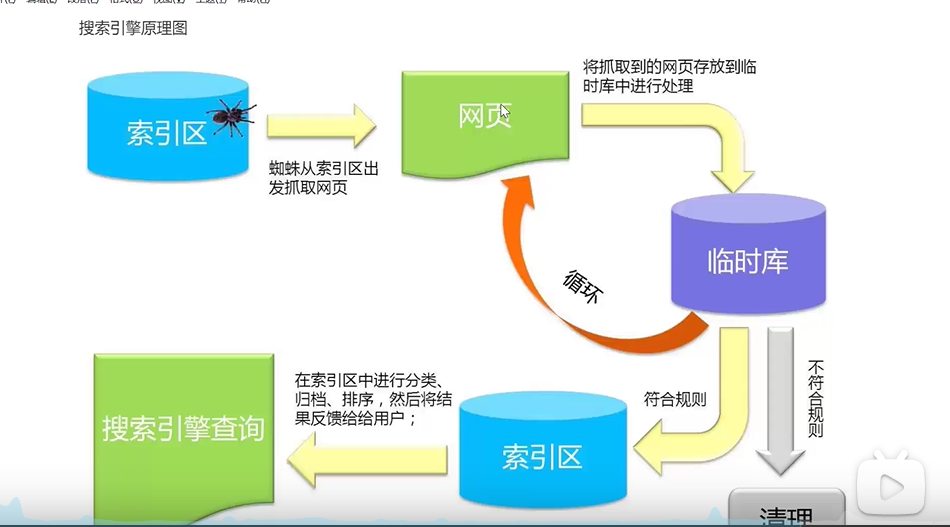 搜索引擎原理图
索引区
蜘蛛从索引区出
发抓取网页
网页
将抓取到的网页存放到临
时库中进行处理
临时库
循环
符合规则
不符合规则
清理
索引区
在索引区中进行分类、
归档、排序，然后将结
果反馈给给用户；
搜索引擎查询